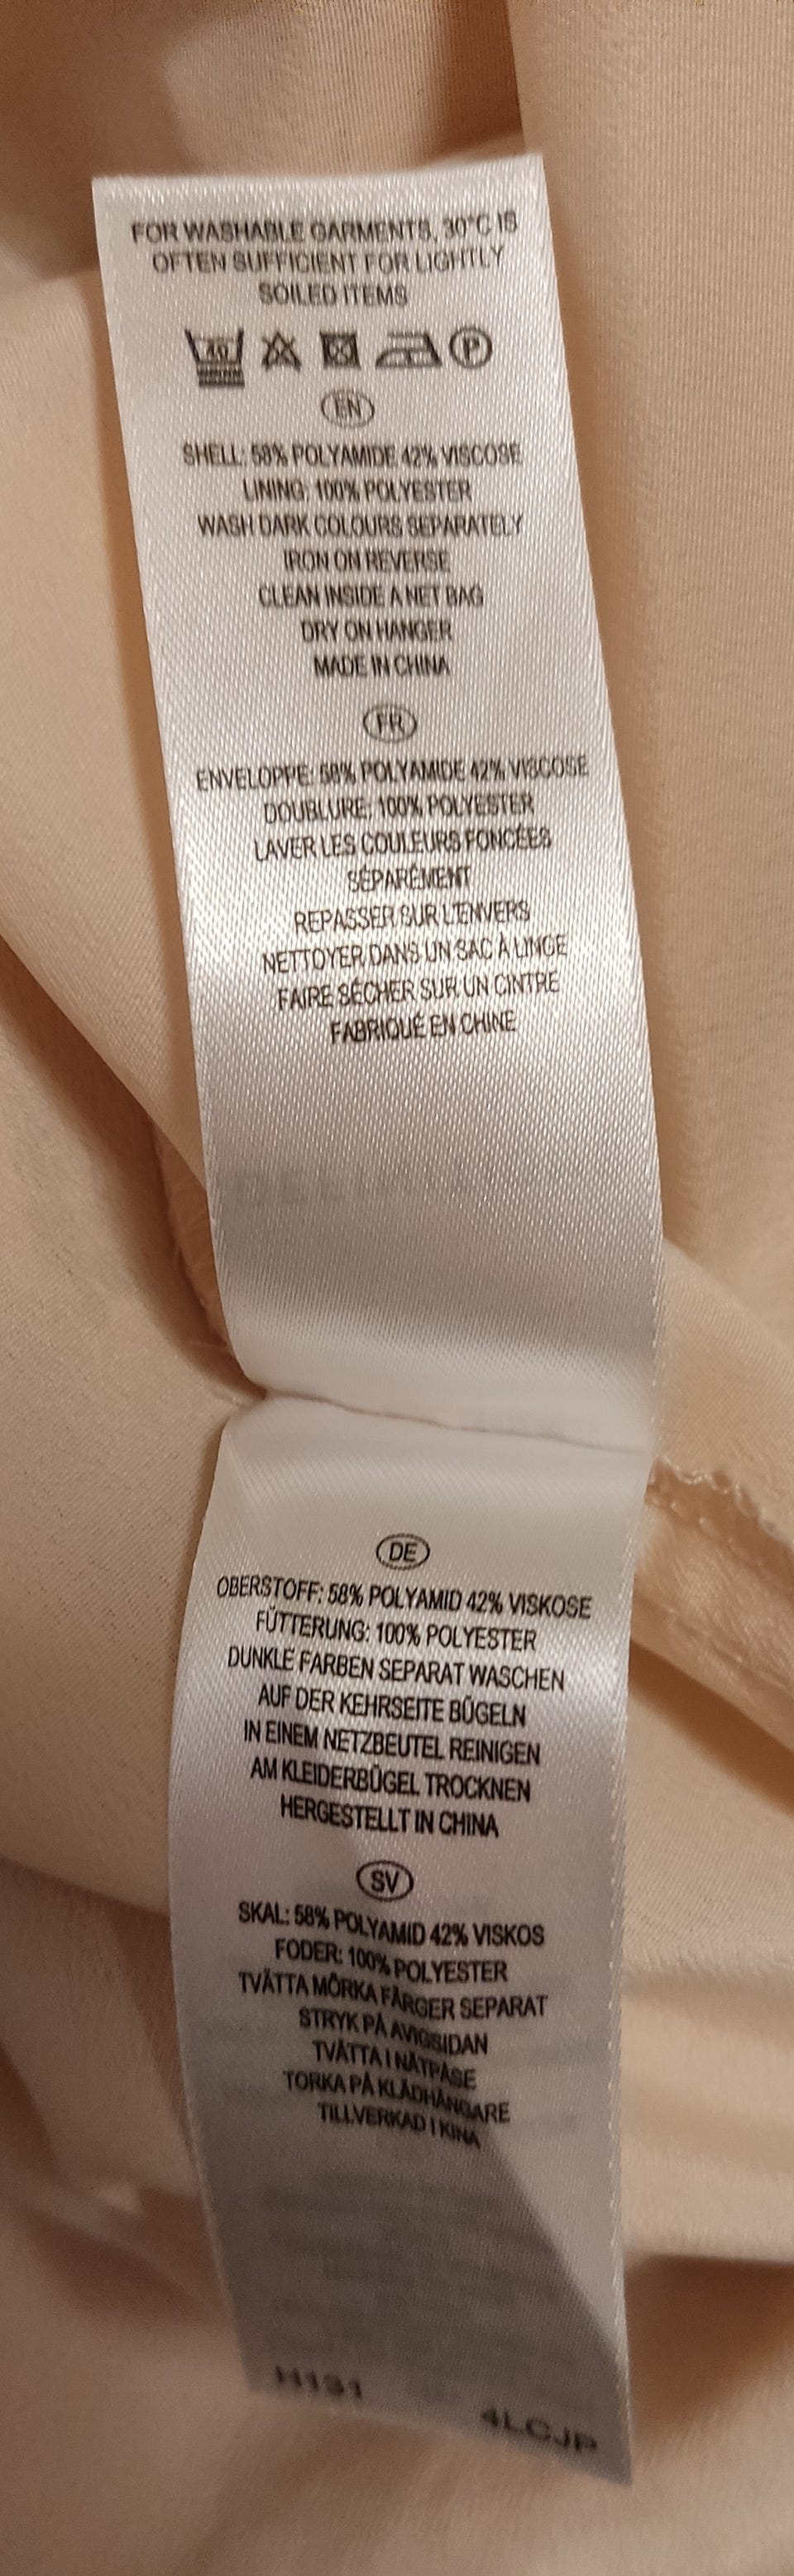 FOR WASHABLE GARMENTS, 30°C IS
OFTEN SUFFICIENT FOR LIGHTLY
SOILED ITEMS
40 P
EN
SHELL: 58% POLYAMIDE 42% VISCOSE
LINING: 100% POLYESTER
WASH DARK COLOURS SEPARATELY
IRON ON REVERSE
CLEAN INSIDE A NET BAG
DRY ON HANGER
MADE IN CHINA
FR
ENVELOPPE: 58% POLYAMIDE 42% VISCOSE
DOUBLURE: 100% POLYESTER
LAVER LES COULEURS FONCÉES
SÉPARÉMENT
REPASSER SUR L'ENVERS
NETTOYER DANS UN SAC À LINGE
FAIRE SÉCHER SUR UN CINTRE
FABRIQUÉ EN CHINE
DE
OBERSTOFF: 58% POLYAMID 42% VISKOSE
FÜTTERUNG: 100% POLYESTER
DUNKLE FARBEN SEPARAT WASCHEN
AUF DER KEHRSEITE BÜGELN
IN EINEM NETZBEUTEL REINIGEN
AM KLEIDERBÜGEL TROCKNEN
HERGESTELLT IN CHINA
SV
SKAL: 58% POLYAMID 42% VISKOS
FODER: 100% POLYESTER
TVÄTTA MÖRKA FÄRGER SEPARAT
STRYK PÅ AVIGSIDAN
TVÄTTA I NÄTPÅSE
TORKA PÅ KLÄDHÄNGARE
TILLVERKAD I KINA
H131 4LCJP